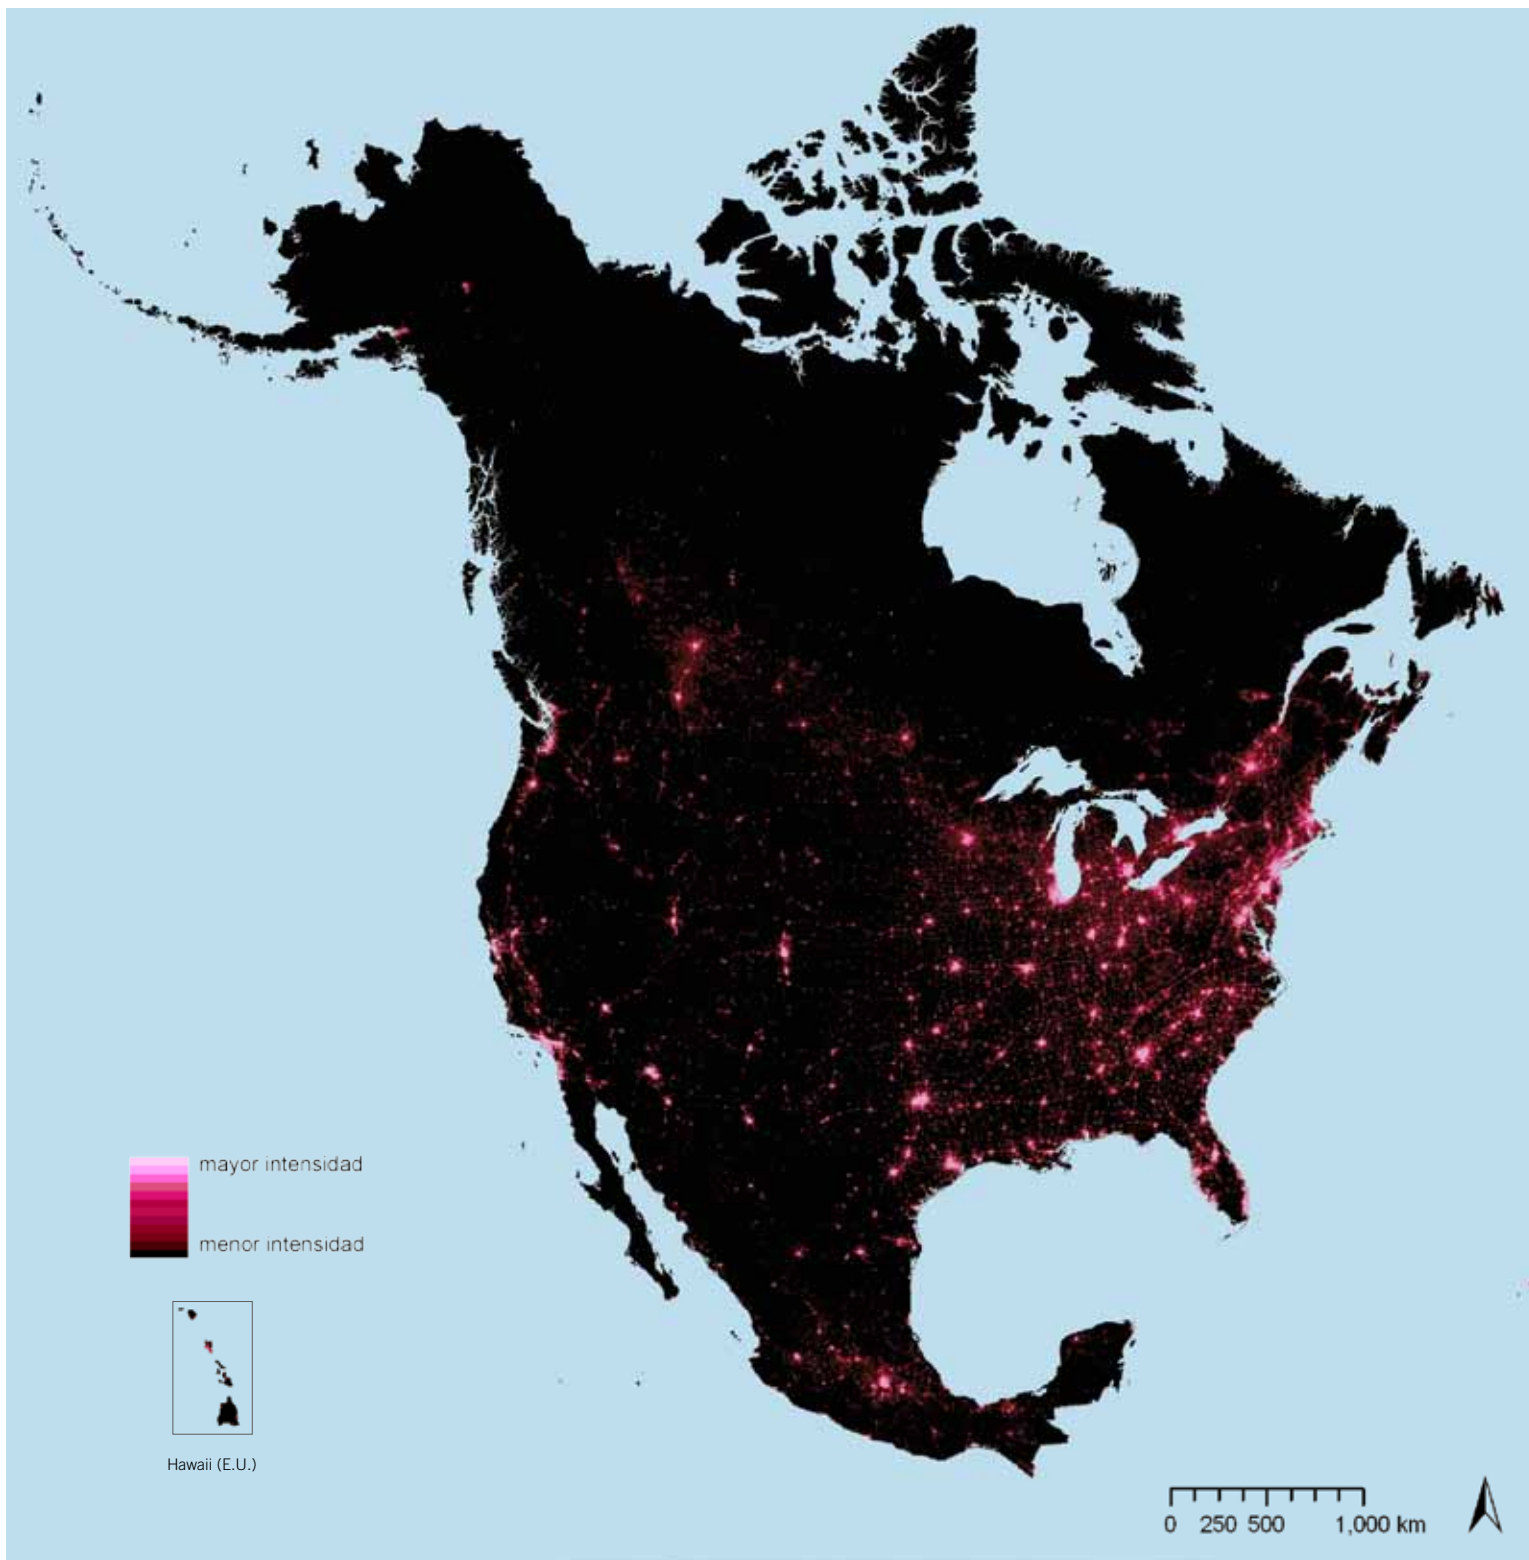 mayor intensidad
menor intensidad
Hawaii (E.U.)
0 250 500 1,000 km